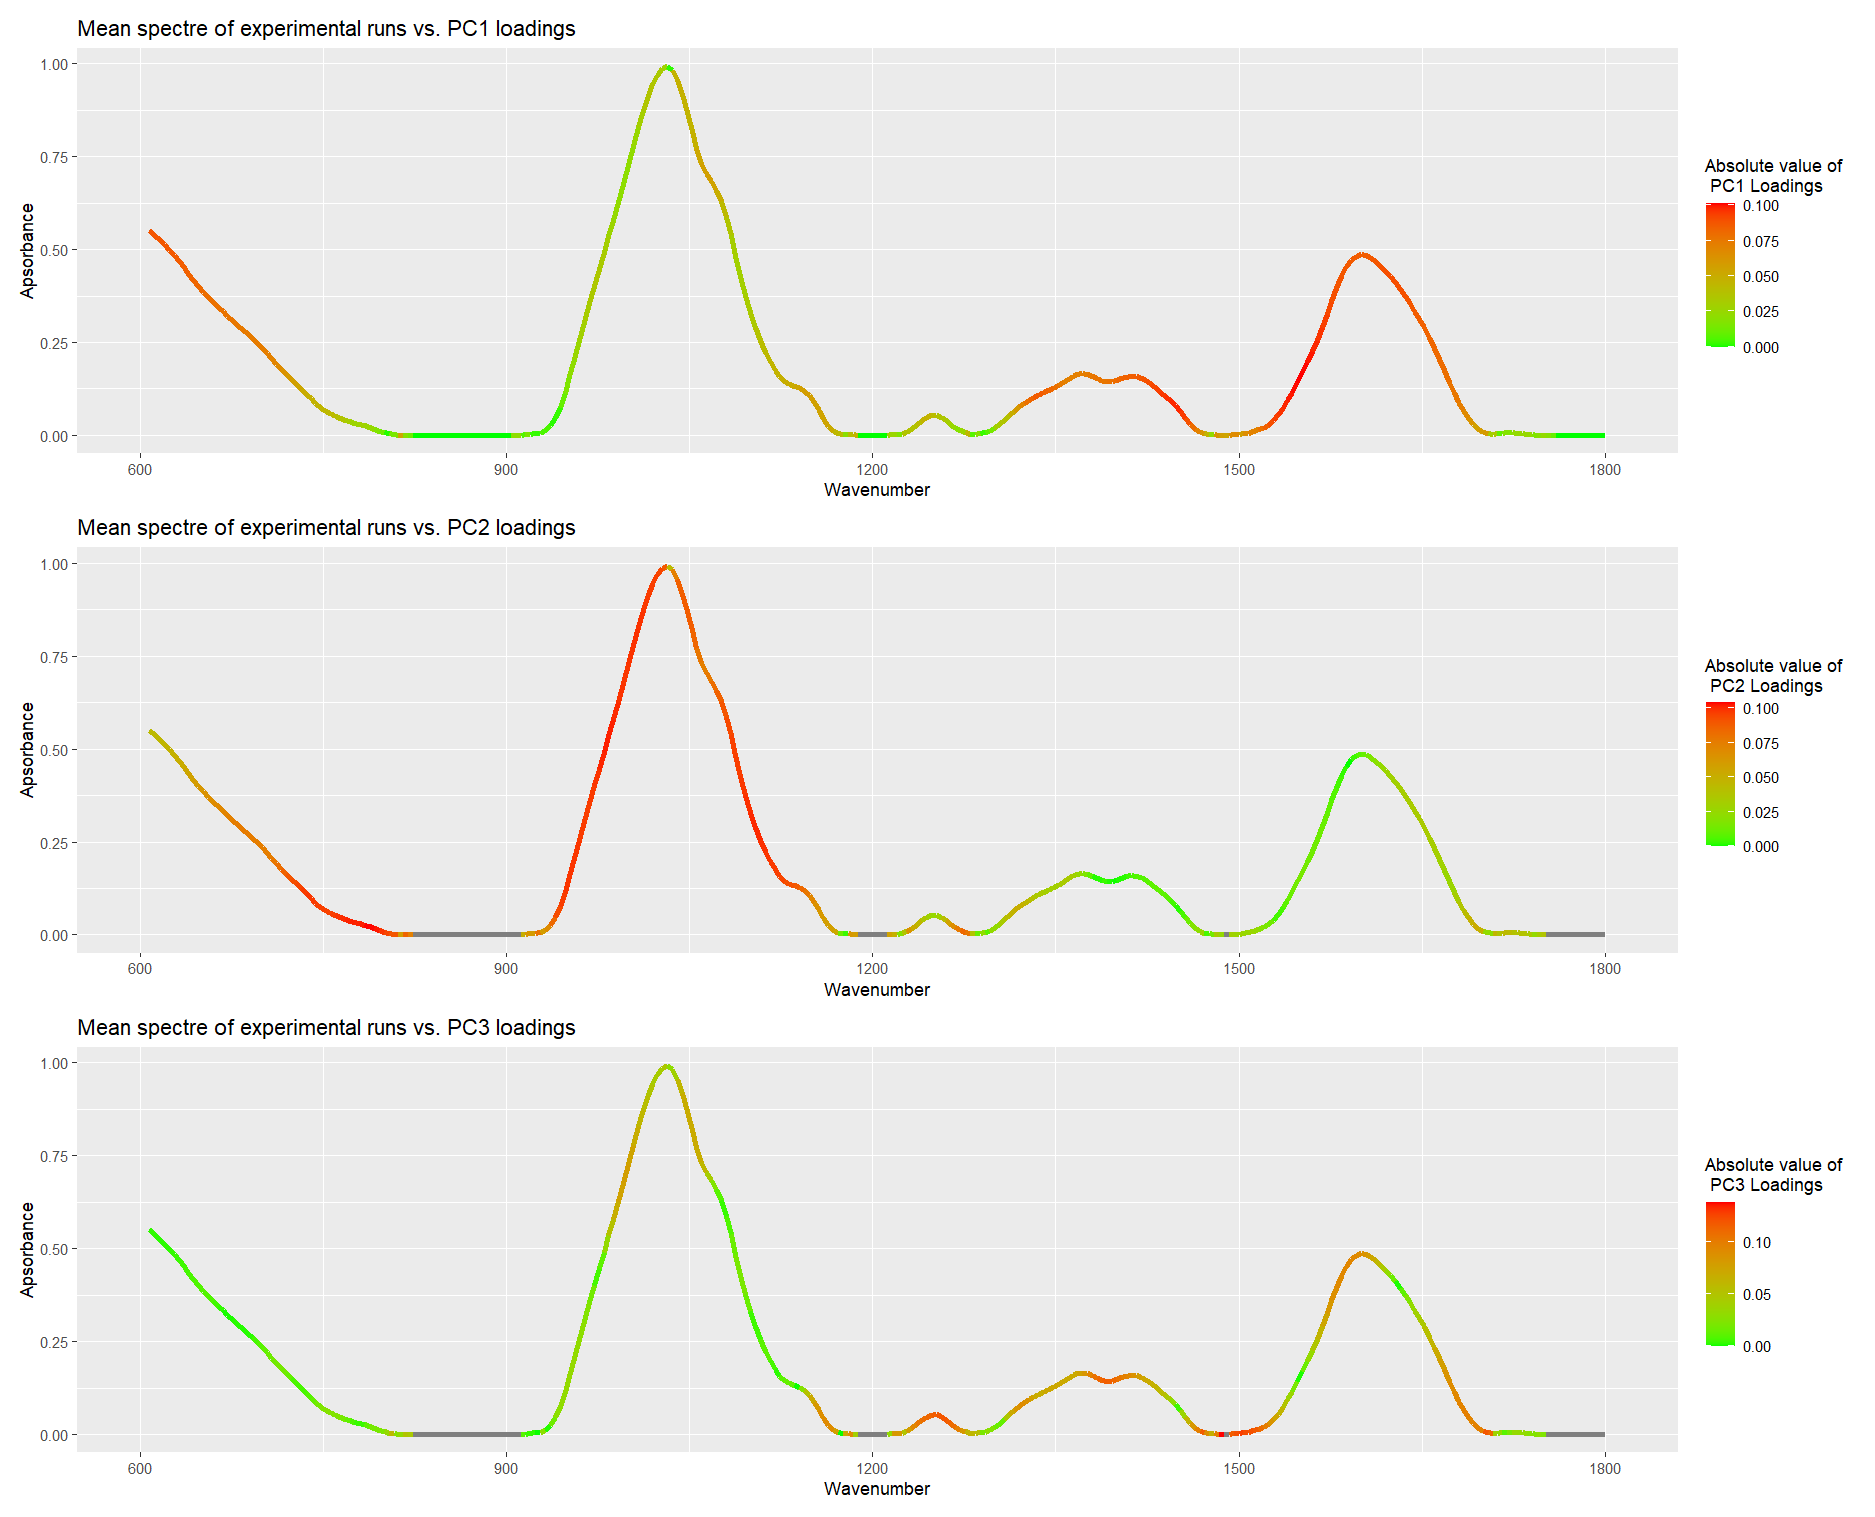 Mean spectre of experimental runs vs. PC1 loadings
1.00
0.75
0.50
0.25
0.00
Apsorbance
600
900
1200
1500
1800
Wavenumber
Absolute value of
PC1 Loadings
0.100
0.075
0.050
0.025
0.000
Mean spectre of experimental runs vs. PC2 loadings
1.00
0.75
0.50
0.25
0.00
Apsorbance
600
900
1200
1500
1800
Wavenumber
Absolute value of
PC2 Loadings
0.100
0.075
0.050
0.025
0.000
Mean spectre of experimental runs vs. PC3 loadings
1.00
0.75
0.50
0.25
0.00
Apsorbance
600
900
1200
1500
1800
Wavenumber
Absolute value of
PC3 Loadings
0.10
0.05
0.00